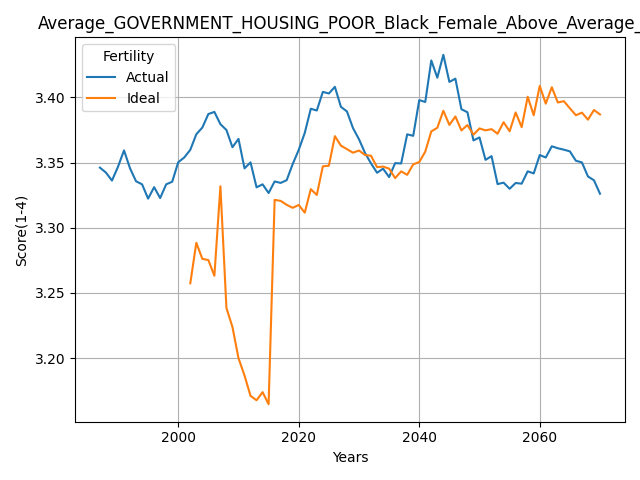 Average_GOVERNMENT_HOUSING_POOR_Black_Female_Above_Average_
Fertility
Actual
Ideal
3.40
3.35
3.30
3.25
3.20
Score(1-4)
2000 2020 2040 2060
Years